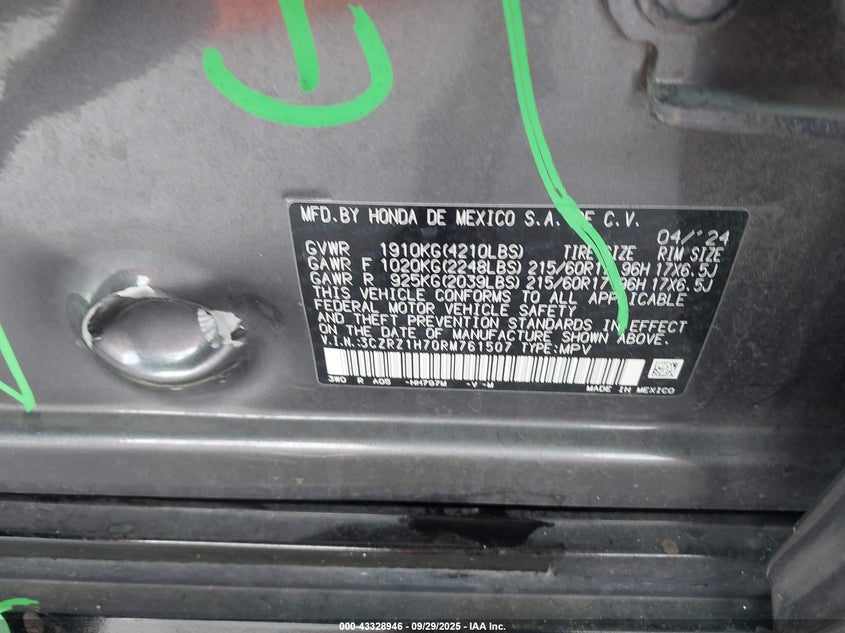 MFD.BY HONDA DE MEXICO S.A. DE C.V.
04/'24
GVWR 1910KG(4210LBS) TIRE SIZE RIM SIZE
GAWR F 1020KG(2248LBS) 215/60R17 96H 17X6.5J
GAWR R 925KG(2039LBS) 215/60R17 96H 17X6.5J
THIS VEHICLE CONFORMS TO ALL APPLICABLE
FEDERAL MOTOR VEHICLE SAFETY
AND THEFT PREVENTION STANDARDS IN EFFECT
ON THE DATE OF MANUFACTURE SHOWN ABOVE.
V.I.N.:3CZRZ1H70RM761507 TYPE:MPV
3W0 R A05 -NH797M -V -M MADE IN MEXICO
000-43328946 - 09/29/2025 - IAA Inc.